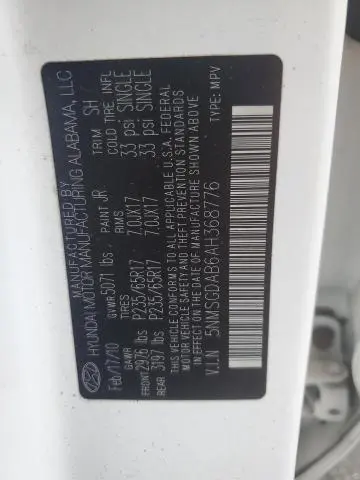 MANUFACTURED BY
HYUNDAI MOTOR MANUFACTURING ALABAMA, LLC
Feb/17/10 GVWR 5071 lbs. PAINT JR TRIM SH
GAWR TIRES RIMS COLD TIRE INFL
FRONT 2976 lbs P235/65R17 7.0JX17 33 psi SINGLE
REAR 3197 lbs P235/65R17 7.0JX17 33 psi SINGLE
THIS VEHICLE CONFORMS TO ALL APPLICABLE U.S.A. FEDERAL
MOTOR VEHICLE SAFETY AND THEFT PREVENTION STANDARDS
IN EFFECT ON THE DATE OF MANUFACTURE SHOWN ABOVE.
V.I.N 5NMSGDAB6AH368776 TYPE: MPV